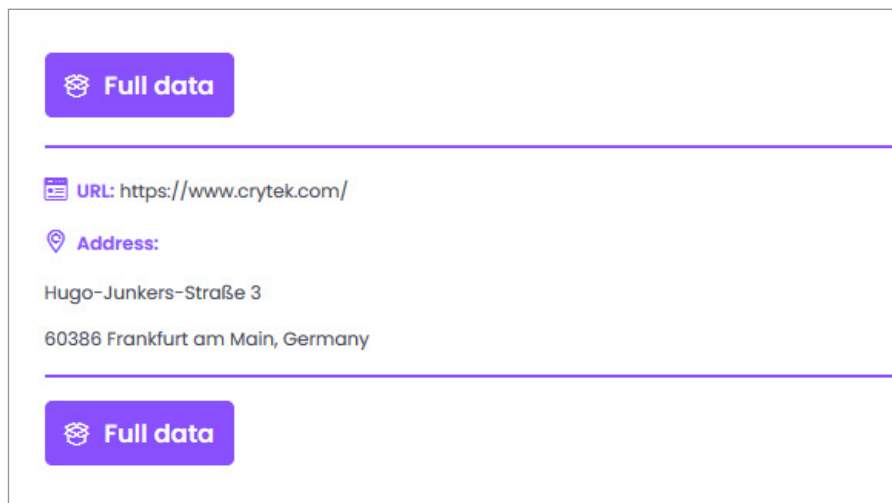 Full data
URL: https://www.crytek.com/
Address:
Hugo-Junkers-Straße 3
60386 Frankfurt am Main, Germany
Full data